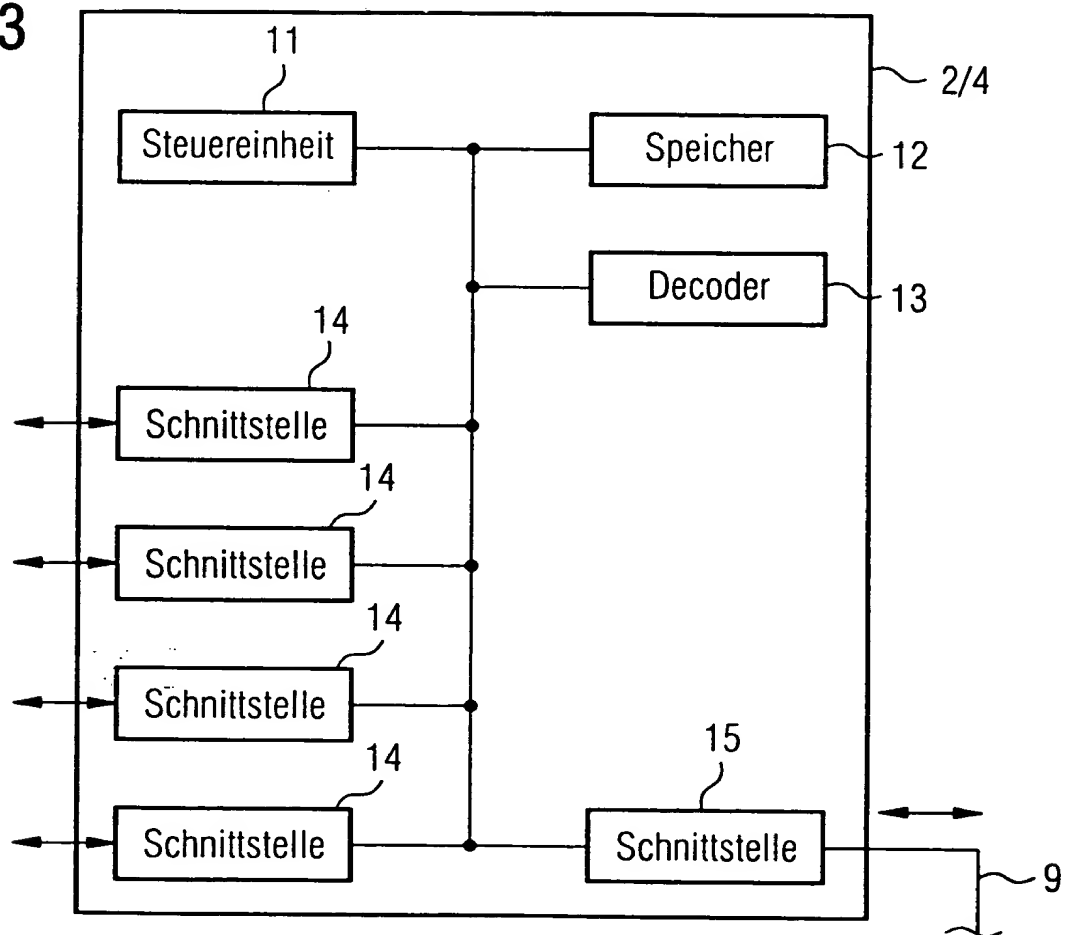 3
11
2/4
Steuereinheit
Speicher
12
Decoder
13
14
Schnittstelle
14
Schnittstelle
14
Schnittstelle
14
15
Schnittstelle
Schnittstelle
9